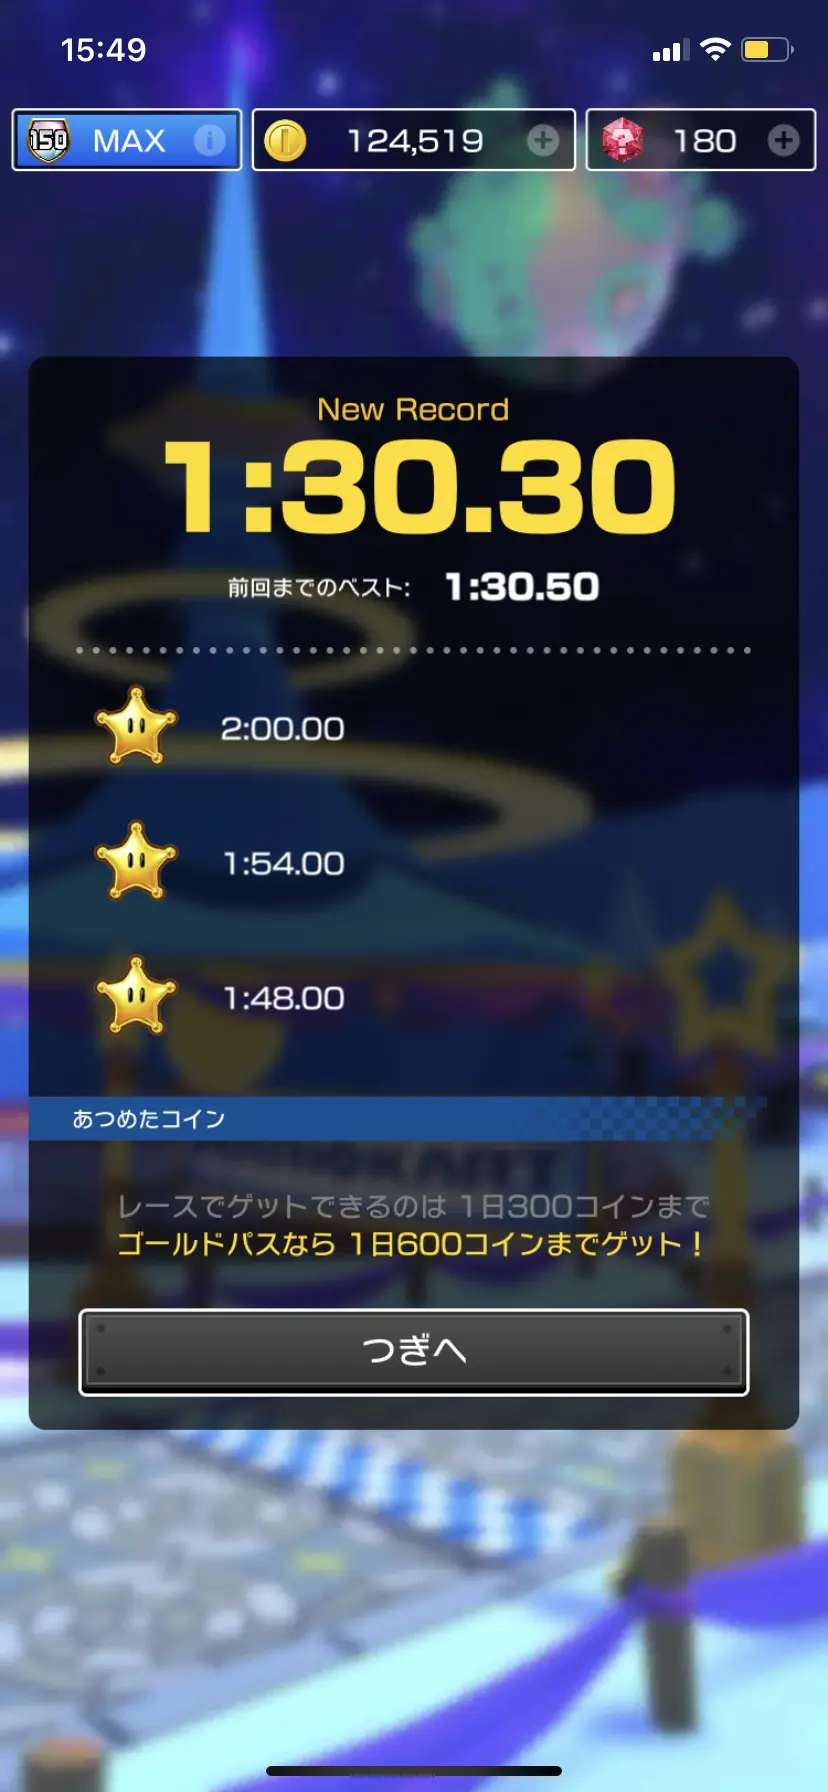 15:49
150 MAX 124,519 180
New Record
1:30.30
前回までのベスト: 1:30.50
2:00.00
1:54.00
1:48.00
あつめたコイン
レースでゲットできるのは 1日300コインまで
ゴールドパスなら 1日600コインまでゲット！
つぎへ